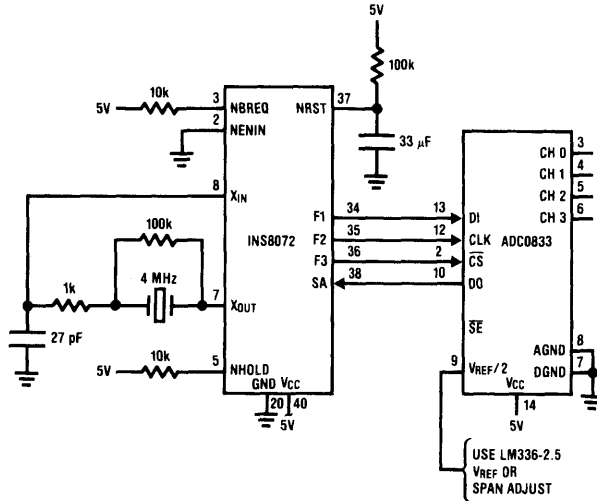 5V
100k
10k
5V
3
NBREQ
NRST
37
2
NENIN
33 µF
8
XIN
INS8072
F1
34
13
DI
F2
35
12
CLK
F3
36
2
CS
SA
38
10
DO
CH 0
3
CH 1
4
CH 2
5
CH 3
6
ADC0833
100k
4 MHz
1k
7
XOUT
27 pF
10k
5V
5
NHOLD
GND
VCC
20
40
5V
SE
9
VREF/2
AGND
8
DGND
7
VCC
14
5V
USE LM336-2.5
VREF OR
SPAN ADJUST